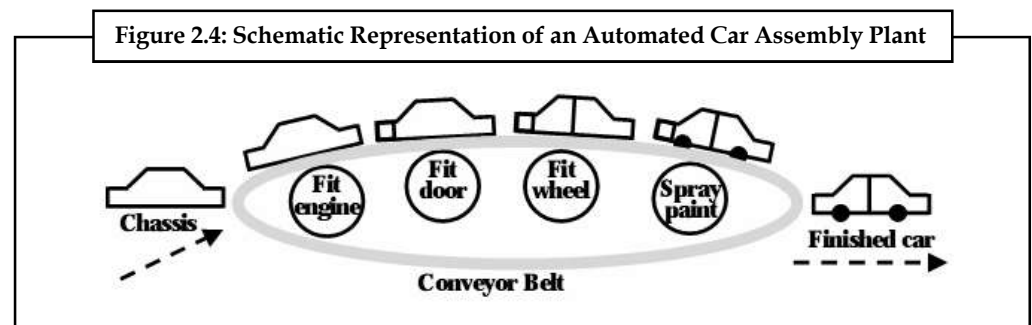 Figure 2.4: Schematic Representation of an Automated Car Assembly Plant
Chassis
Fit
engine
Fit
door
Fit
wheel
Spray
paint
Finished car
Conveyor Belt